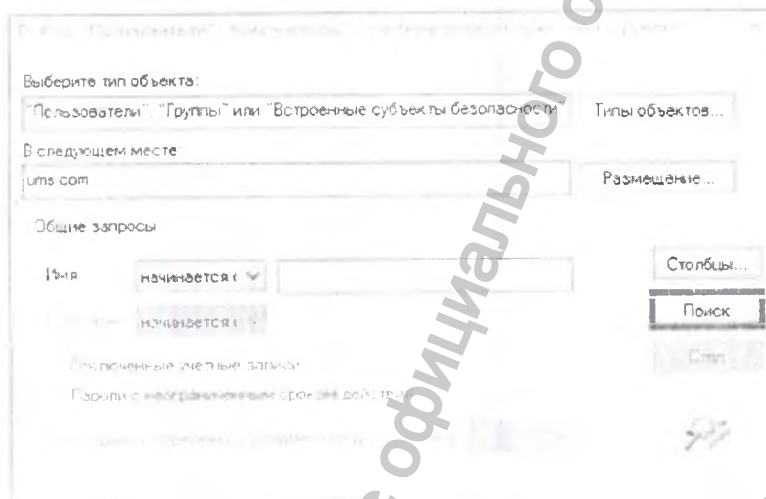 Выберите тип объекта:
"Пользователи", "Группы" или "Встроенные субъекты безопасности"
Типы объектов...
В следующем месте:
ums.com
Размещение...
Общие запросы
Имя
начинается с
Столбцы...
начинается с
Поиск
Отключенные учетные записи
Стоп
Пароли с неограниченным сроком действия
официального о